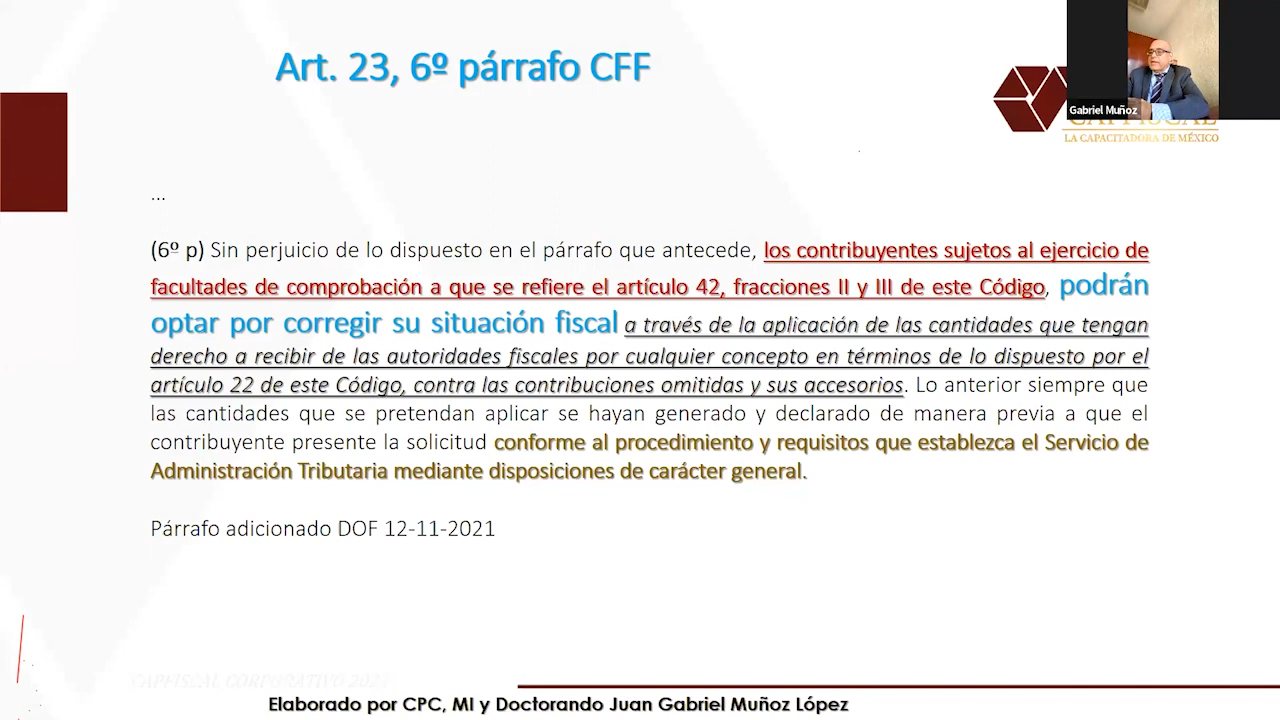 Art. 23, 6º párrafo CFF
Gabriel Muñoz
LA CAPACITADORA DE MÉXICO
...
(6º p) Sin perjuicio de lo dispuesto en el párrafo que antecede, los contribuyentes sujetos al ejercicio de
facultades de comprobación a que se refiere el artículo 42, fracciones II y III de este Código, podrán
optar por corregir su situación fiscal a través de la aplicación de las cantidades que tengan
derecho a recibir de las autoridades fiscales por cualquier concepto en términos de lo dispuesto por el
artículo 22 de este Código, contra las contribuciones omitidas y sus accesorios. Lo anterior siempre que
las cantidades que se pretendan aplicar se hayan generado y declarado de manera previa a que el
contribuyente presente la solicitud conforme al procedimiento y requisitos que establezca el Servicio de
Administración Tributaria mediante disposiciones de carácter general.
Párrafo adicionado DOF 12-11-2021
CAPFISCAL CORPORATIVO
Elaborado por CPC, MI y Doctorando Juan Gabriel Muñoz López